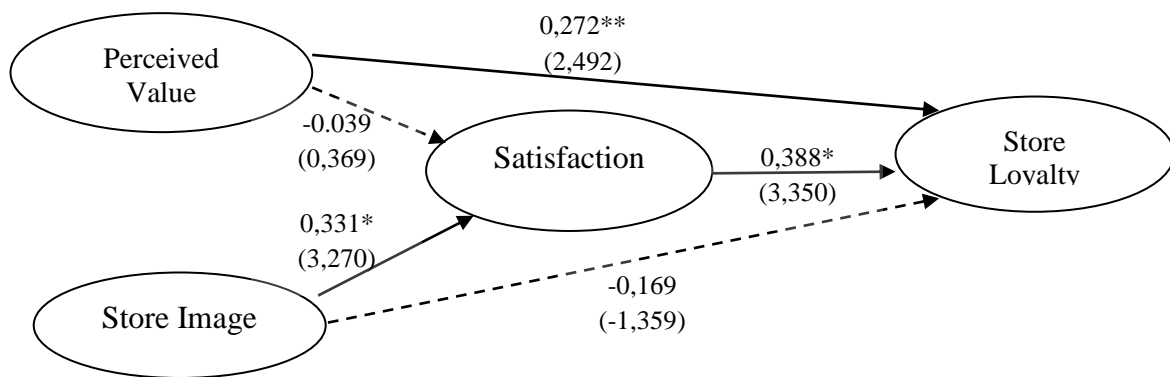 0,272**
(2,492)
Perceived
Value
-0.039
(0,369)
Satisfaction
0,388*
(3,350)
Store
Loyalty
0,331*
(3,270)
Store Image
-0,169
(-1,359)